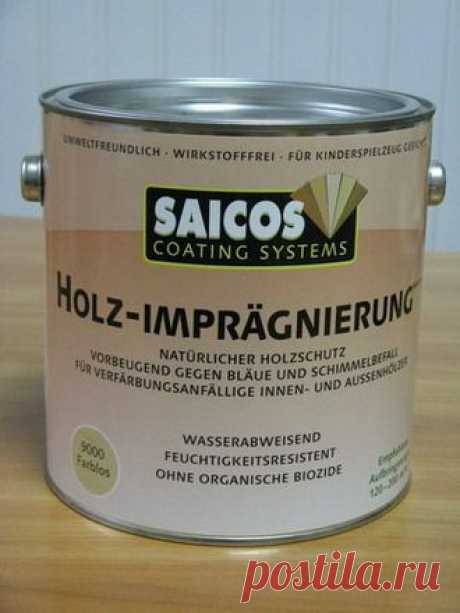 UMWELTFREUNDLICH · WIRKSTOFFFREI · FÜR KINDERSPIELZEUG
SAICOS
COATING SYSTEMS
HOLZ-IMPRÄGNIERUNG
NATÜRLICHER HOLZSCHUTZ
VORBEUGEND GEGEN BLÄUE UND SCHIMMELBEFALL
FÜR VERFÄRBUNGSANFÄLLIGE INNEN- UND AUSSENHÖLZER
9000
Farblos
WASSERABWEISEND
FEUCHTIGKEITSRESISTENT
OHNE ORGANISCHE BIOZIDE
postila.ru